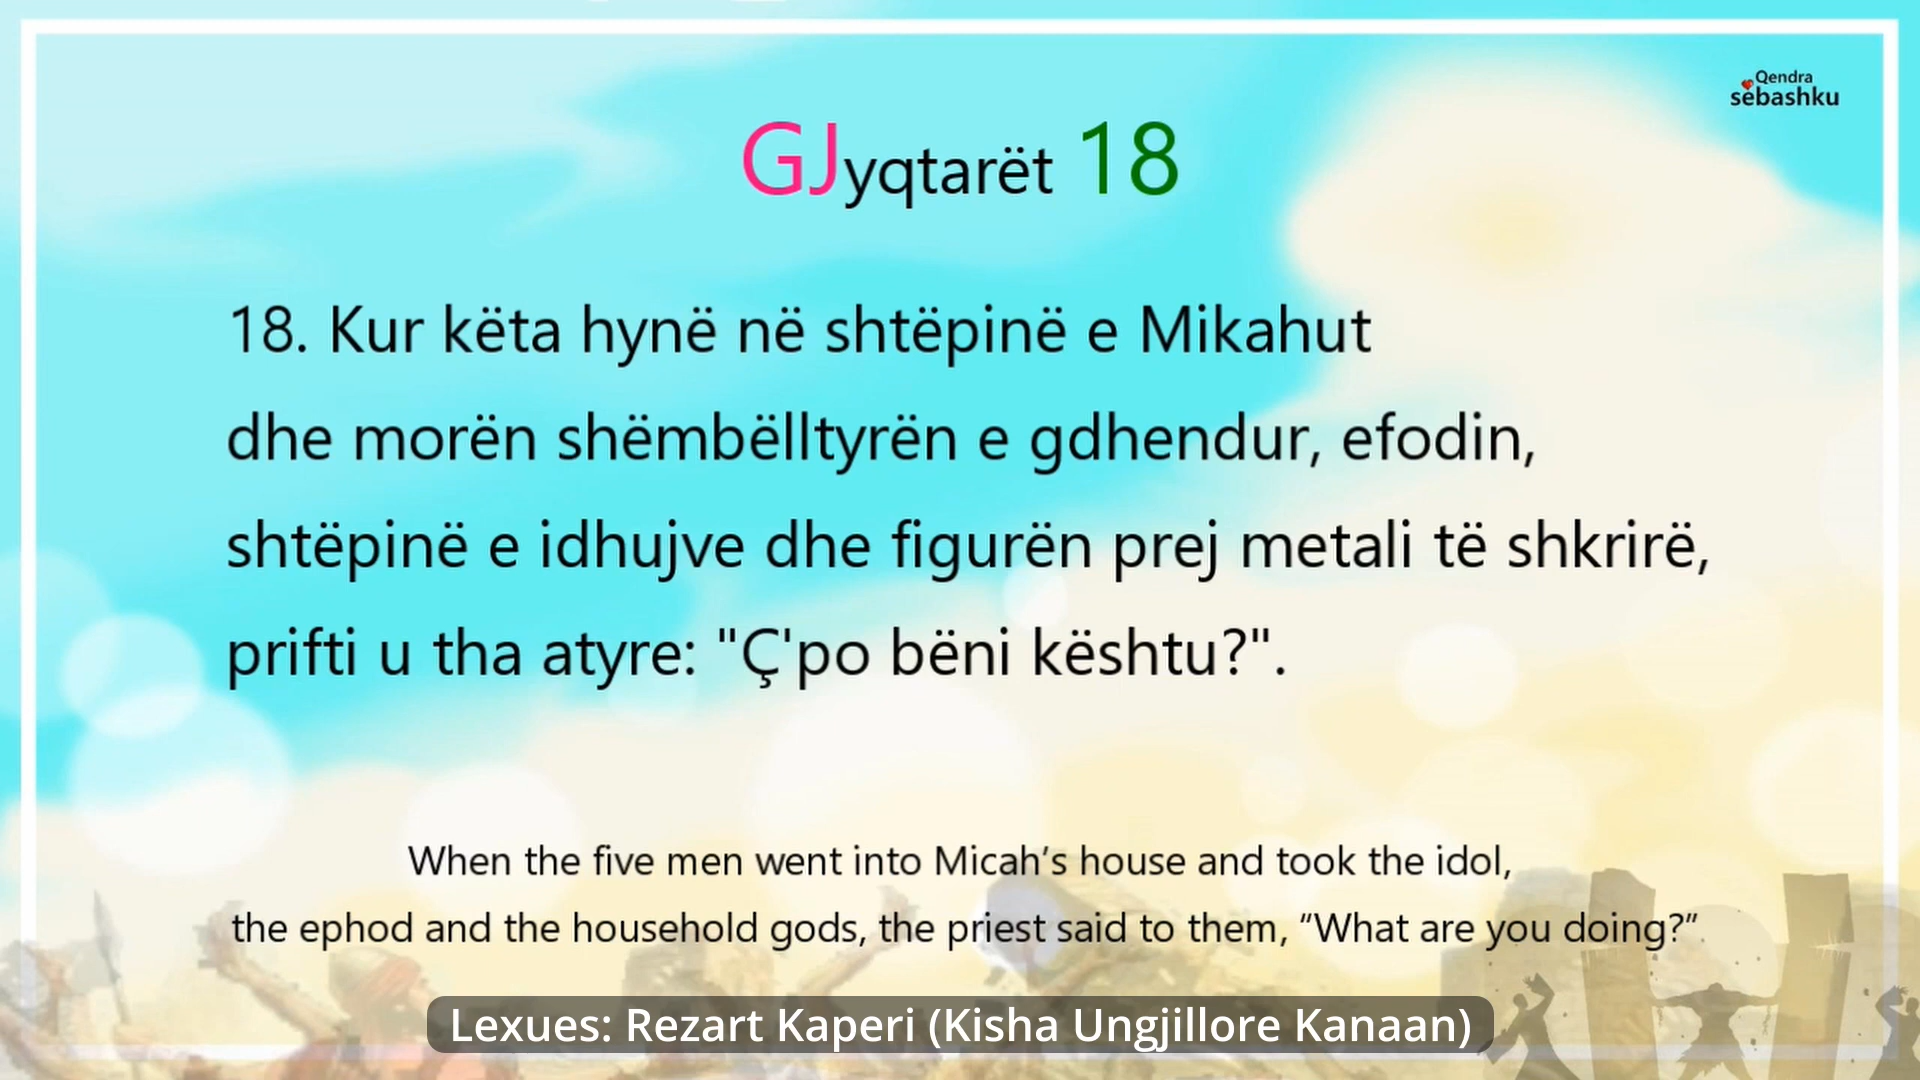 Qendra
sëbashku
GJyqtarët 18
18. Kur këta hynë në shtëpinë e Mikahut
dhe morën shëmbëlltyrën e gdhendur, efodin,
shtëpinë e idhujve dhe figurën prej metali të shkrirë,
prifti u tha atyre: "Ç'po bëni kështu?".
When the five men went into Micah’s house and took the idol,
the ephod and the household gods, the priest said to them, “What are you doing?”.
Lexues: Rezart Kaperi (Kisha Ungjillore Kanaan)